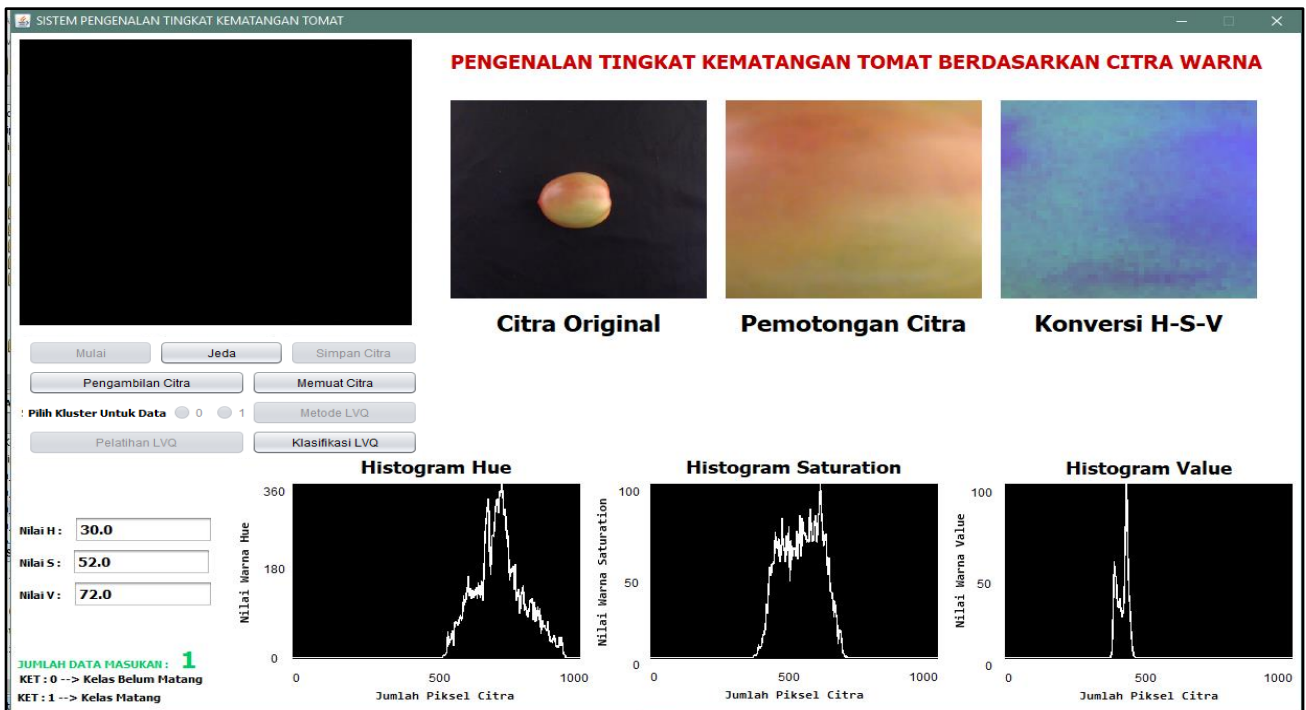 SISTEM PENGENALAN TINGKAT KEMATANGAN TOMAT
PENGENALAN TINGKAT KEMATANGAN TOMAT BERDASARKAN CITRA WARNA
Citra Original
Pemotongan Citra
Konversi H-S-V
Mulai
Jeda
Simpan Citra
Pengambilan Citra
Memuat Citra
Pilih Kluster Untuk Data
0
1
Metode LVQ
Pelatihan LVQ
Klasifikasi LVQ
Nilai H : 30.0
Nilai S : 52.0
Nilai V : 72.0
JUMLAH DATA MASUKAN : 1
KET : 0 --> Kelas Belum Matang
KET : 1 --> Kelas Matang
Histogram Hue
Nilai Warna Hue
360
180
0
0
500
1000
Jumlah Piksel Citra
Histogram Saturation
Nilai Warna Saturation
100
50
0
0
500
1000
Jumlah Piksel Citra
Histogram Value
Nilai Warna Value
100
50
0
0
500
1000
Jumlah Piksel Citra